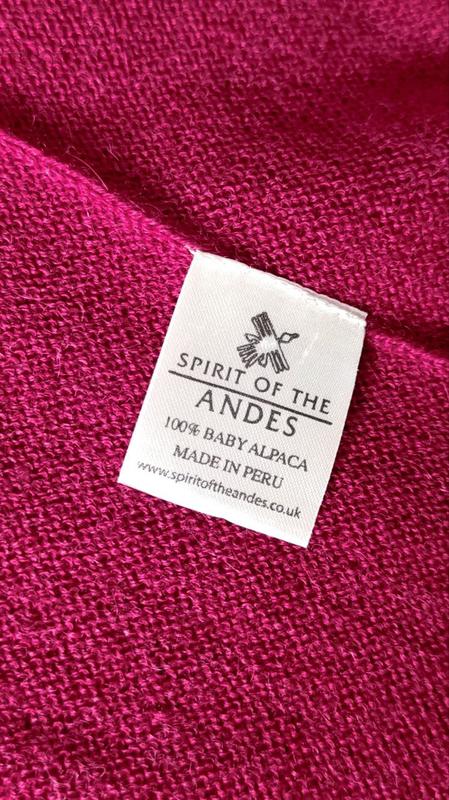 SPIRIT OF THE
ANDES
100% BABY ALPACA
MADE IN PERU
www.spiritoftheandes.co.uk